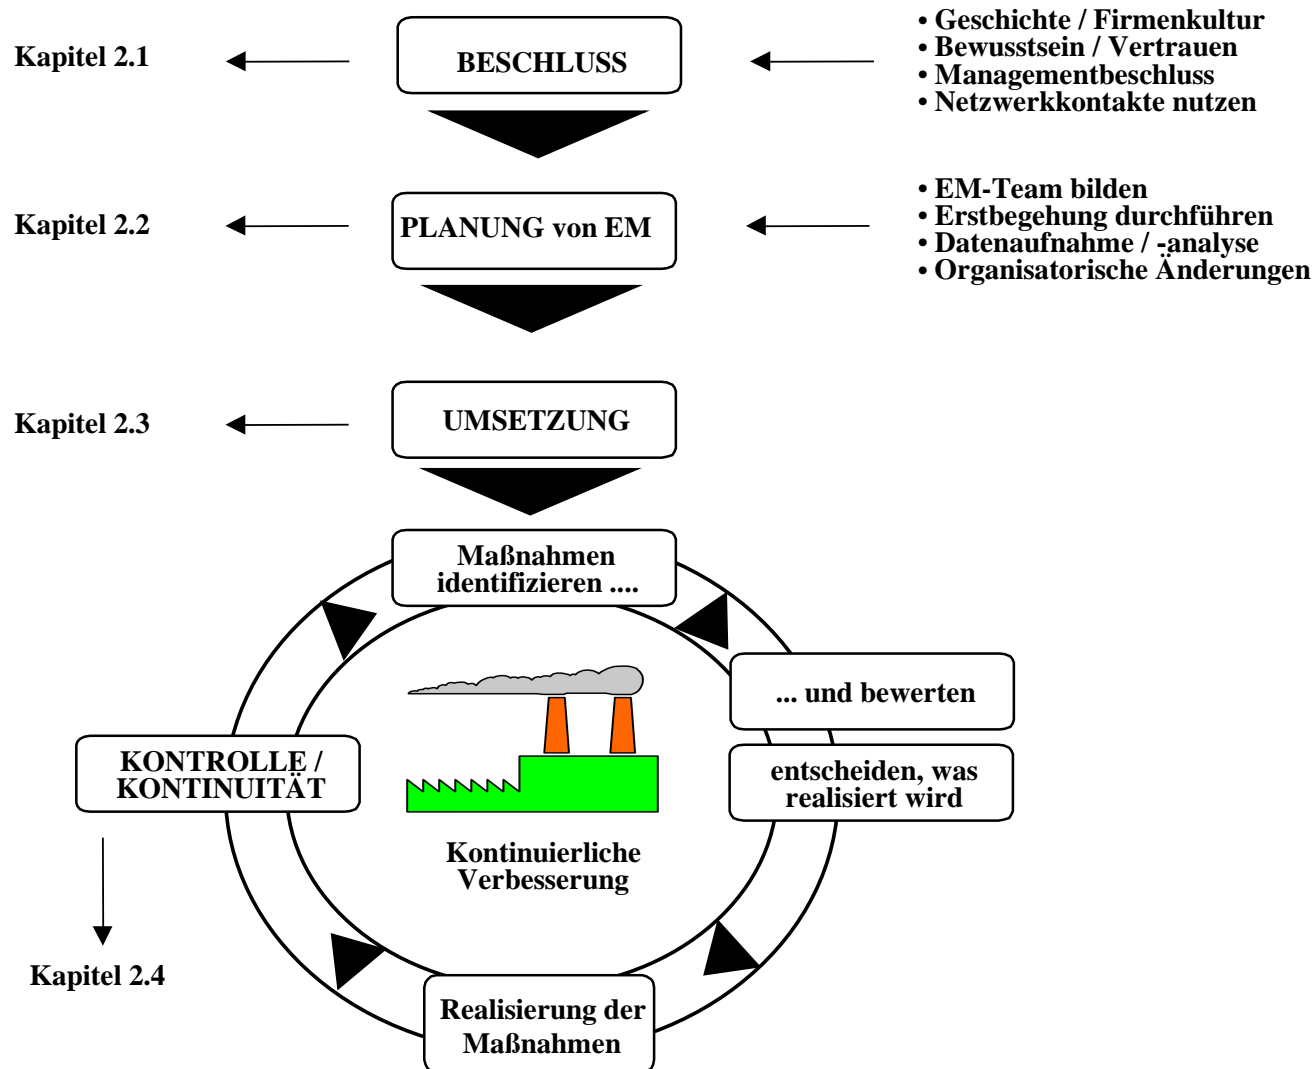 Kapitel 2.1
BESCHLUSS
• Geschichte / Firmenkultur
• Bewusstsein / Vertrauen
• Managementbeschluss
• Netzwerkkontakte nutzen
Kapitel 2.2
PLANUNG von EM
• EM-Team bilden
• Erstbegehung durchführen
• Datenaufnahme / -analyse
• Organisatorische Änderungen
Kapitel 2.3
UMSETZUNG
Maßnahmen
identifizieren ....
... und bewerten
entscheiden, was
realisiert wird
KONTROLLE /
KONTINUITÄT
Kontinuierliche
Verbesserung
Kapitel 2.4
Realisierung der
Maßnahmen